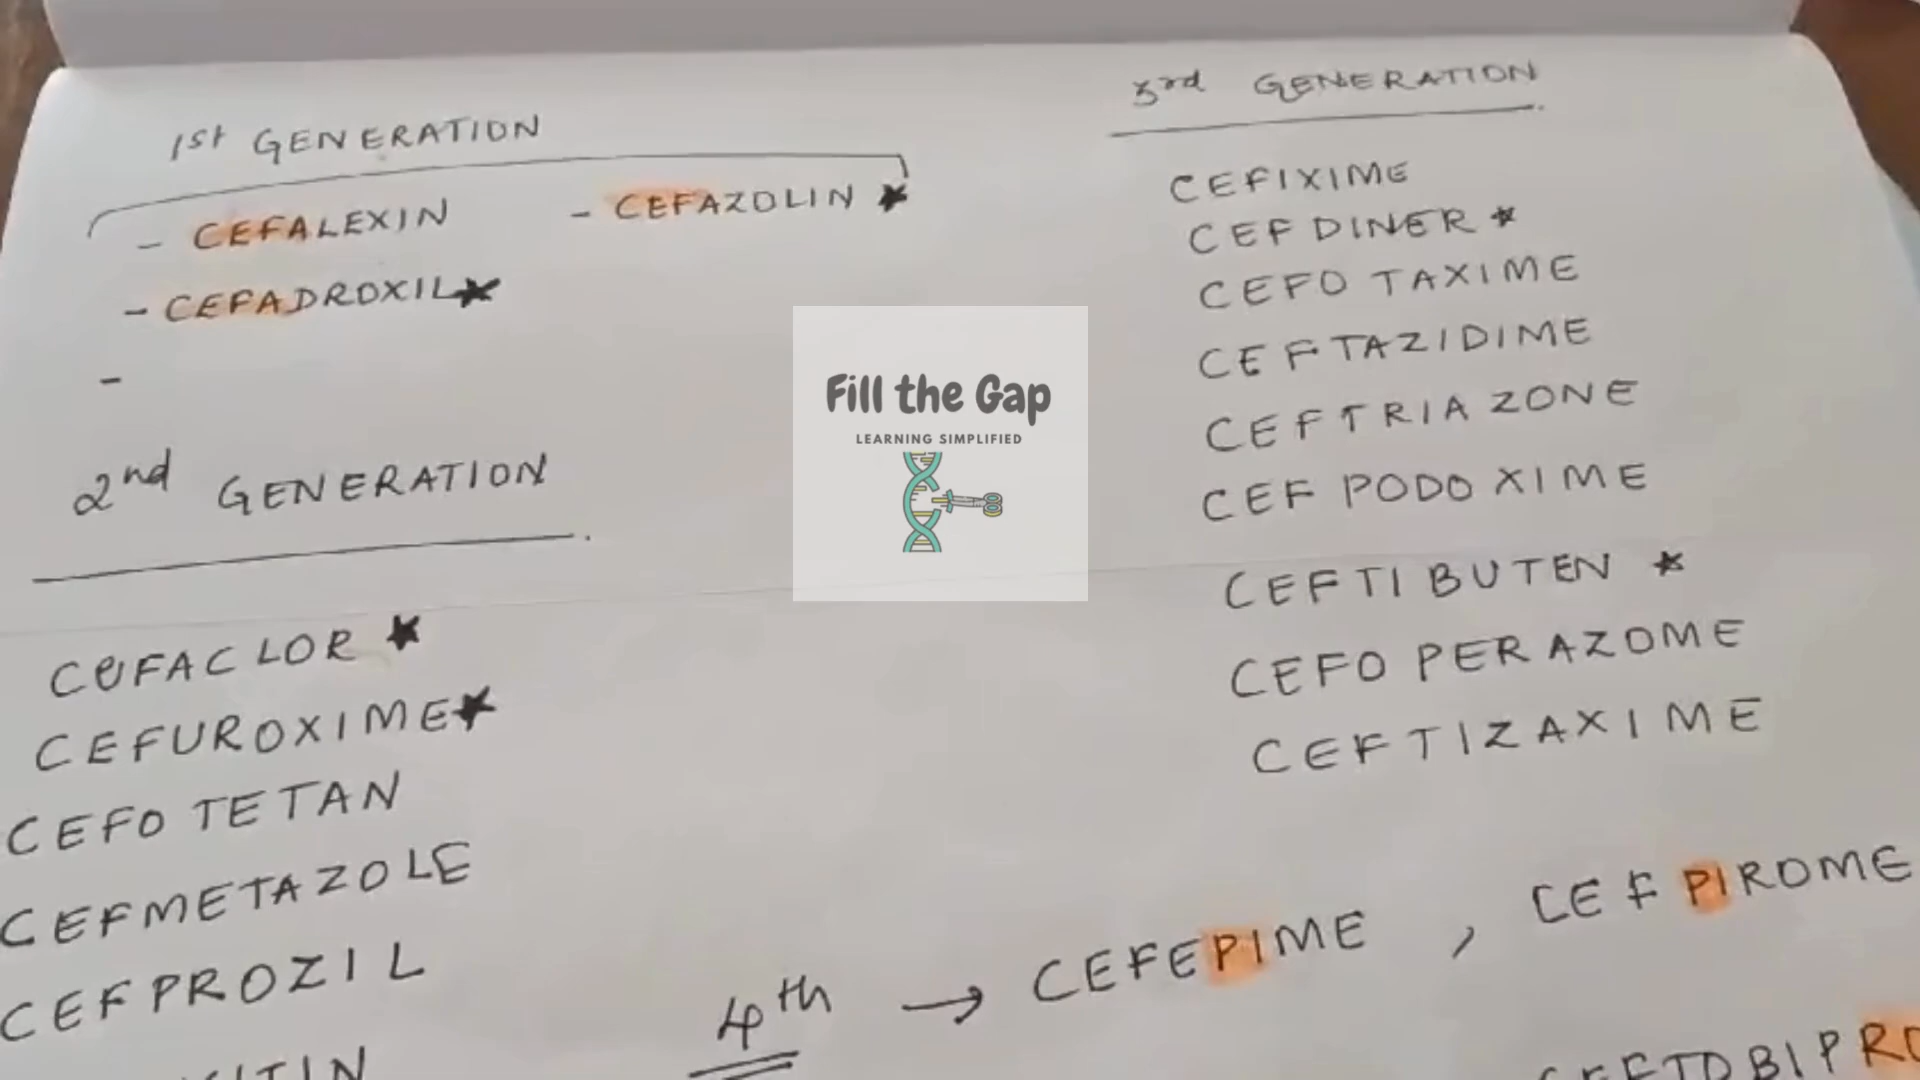 1st GENERATION
- CEFALEXIN - CEFAZOLIN ★
- CEFADROXIL★
-
2nd GENERATION
CEFACLOR ★
CEFUROXIME★
CEFOTETAN
CEFMETAZOLE
CEFPROZIL
3rd GENERATION
CEFIXIME
CEFDINER ★
CEFOTAXIME
CEFTAZIDIME
CEFTRIAZONE
CEFPODOXIME
CEFTIBUTEN ★
CEFOPERAZOME
CEFTIZAXIME
4th → CEFEPIME , CEFPIROME
Fill the Gap
LEARNING SIMPLIFIED